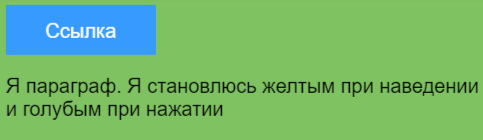 Ссылка
Я параграф. Я становлюсь желтым при наведении
и голубым при нажатии